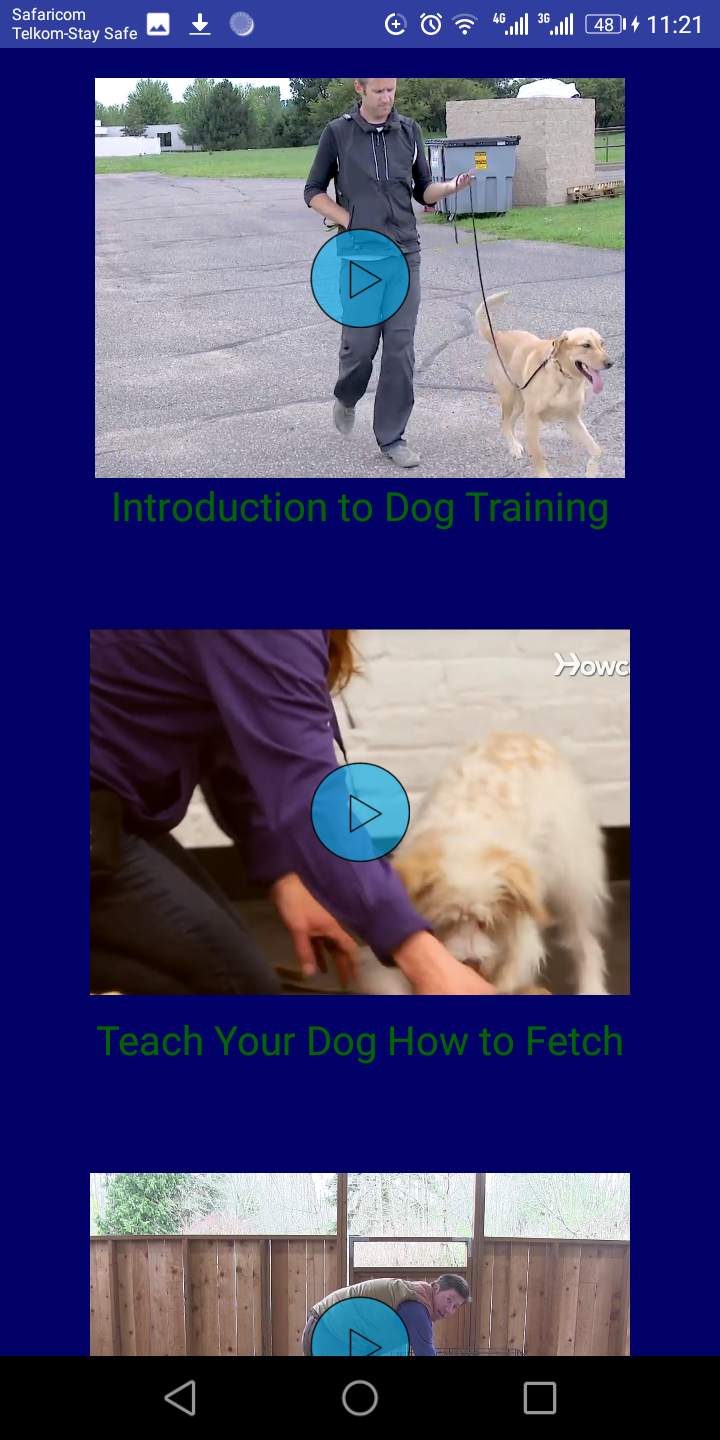 Safaricom
Telkom-Stay Safe
4G 3G 48 11:21
Howc
Introduction to Dog Training
Teach Your Dog How to Fetch